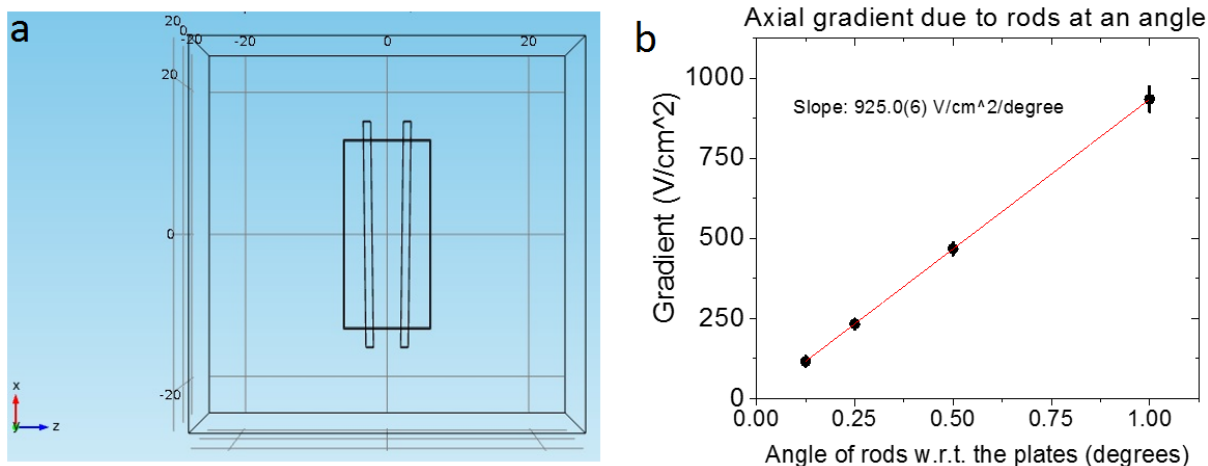 a
20
0
-20
-20
0
20
20
0
-20
x
y
z
b
Axial gradient due to rods at an angle
Slope: 925.0(6) V/cm^2/degree
Gradient (V/cm^2)
1000
750
500
250
0
0.00 0.25 0.50 0.75 1.00
Angle of rods w.r.t. the plates (degrees)